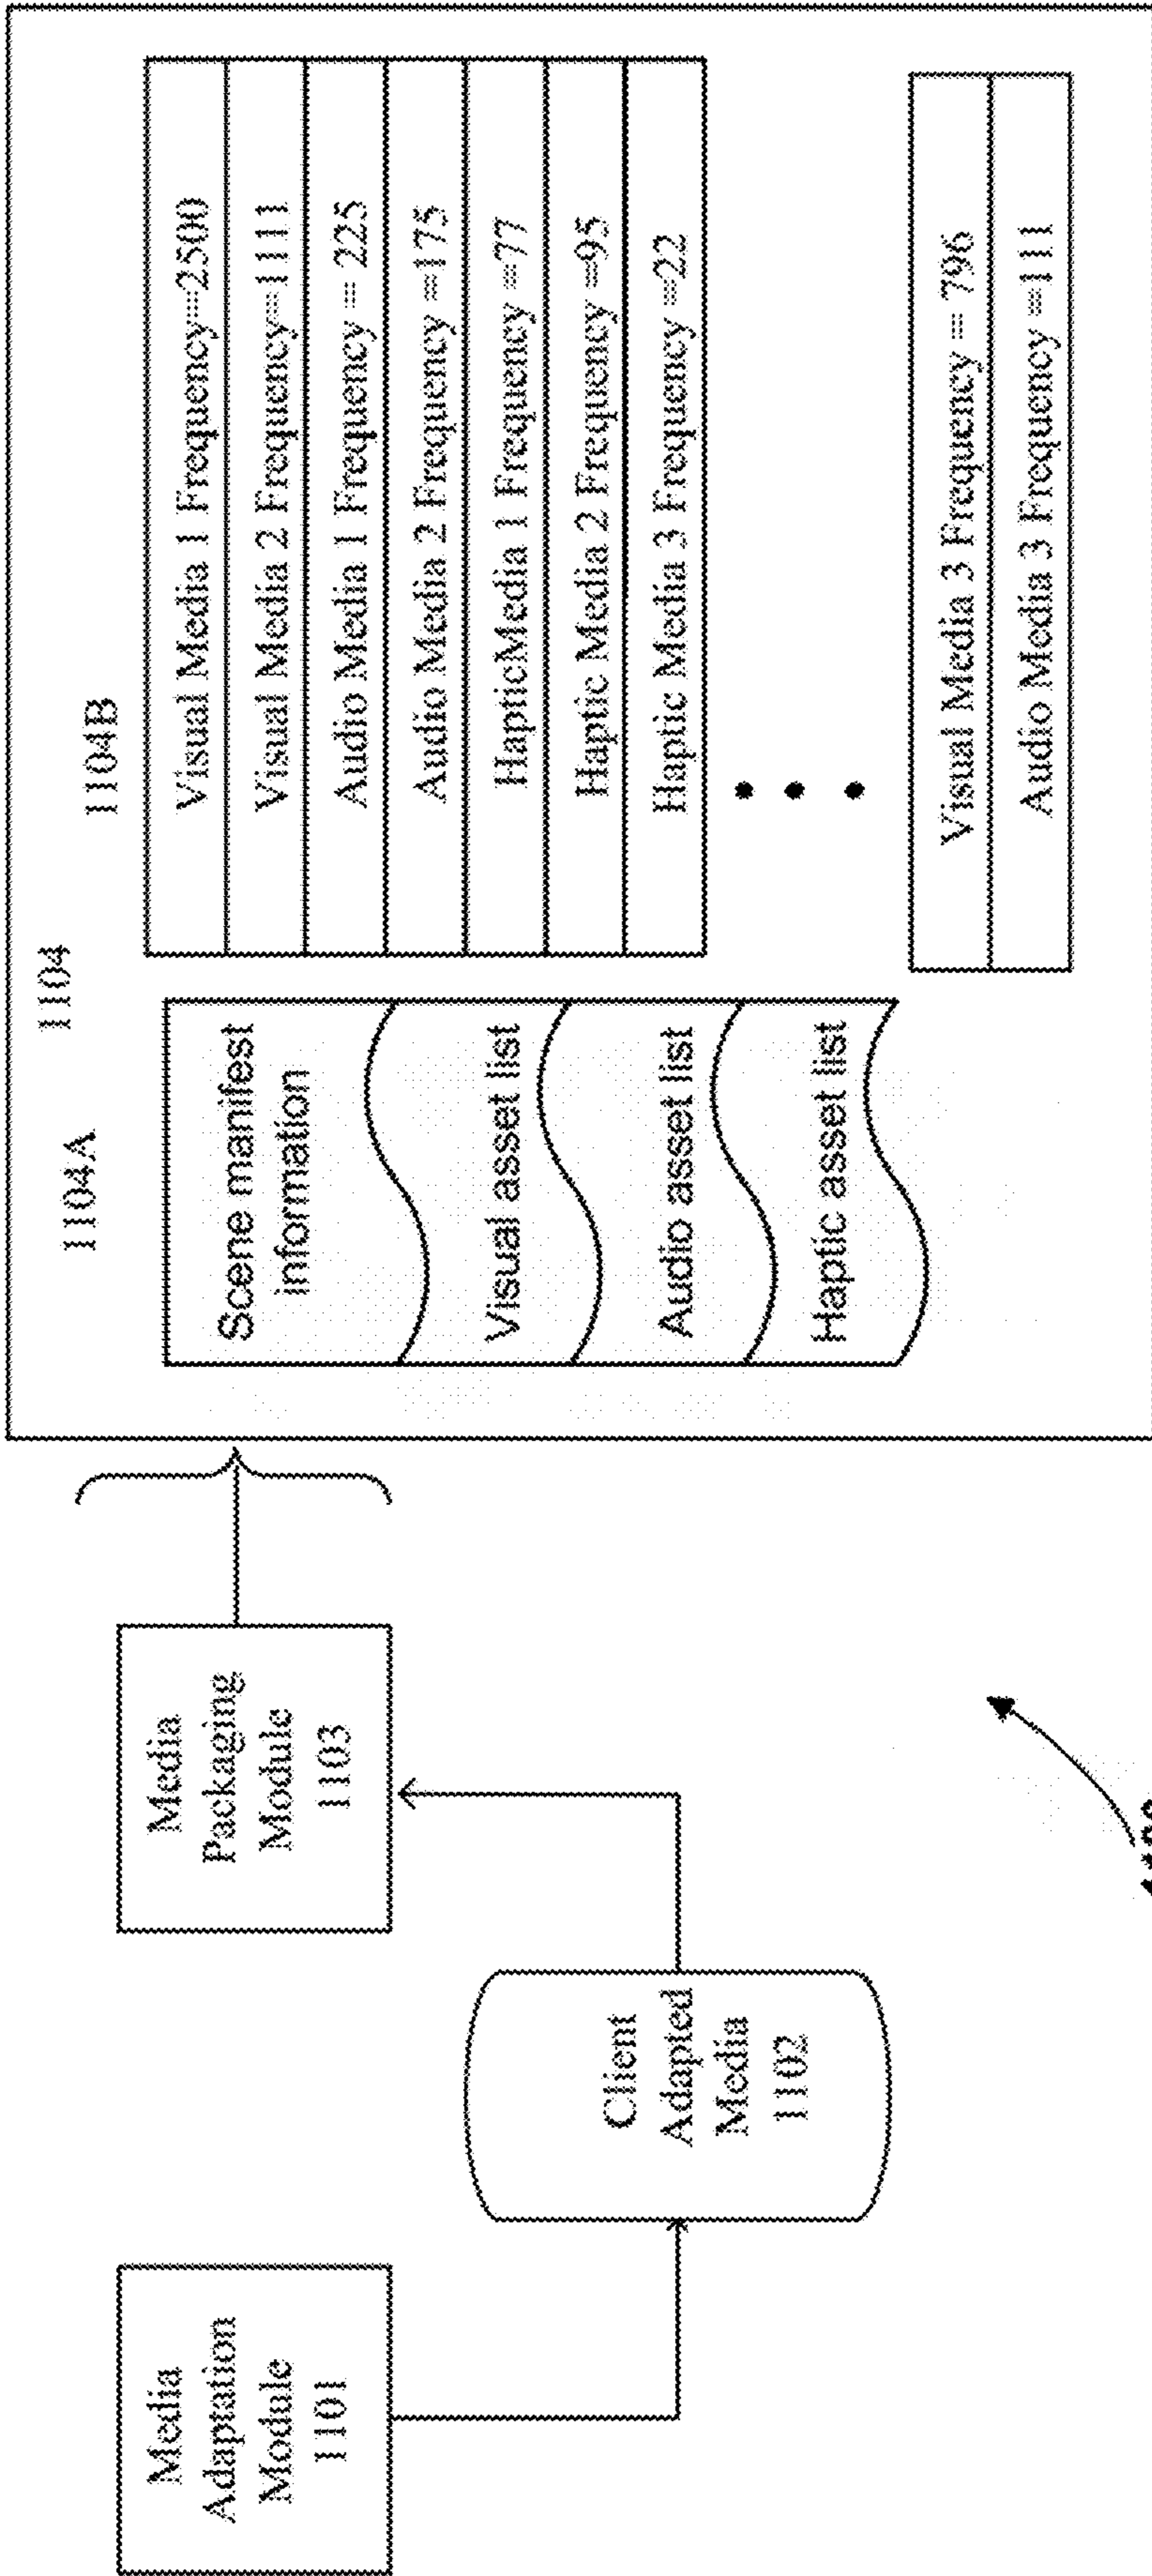 Media
Adaptation
Module
1101
Client
Adapted
Media
1102
Media
Packaging
Module
1103
1104
1104A
Scene manifest
information
Visual asset list
Audio asset list
Haptic asset list
1104B
Visual Media 1 Frequency=2500
Visual Media 2 Frequency=1111
Audio Media 1 Frequency = 225
Audio Media 2 Frequency =175
HapticMedia 1 Frequency =77
Haptic Media 2 Frequency =95
Haptic Media 3 Frequency =22
Visual Media 3 Frequency = 796
Audio Media 3 Frequency =111